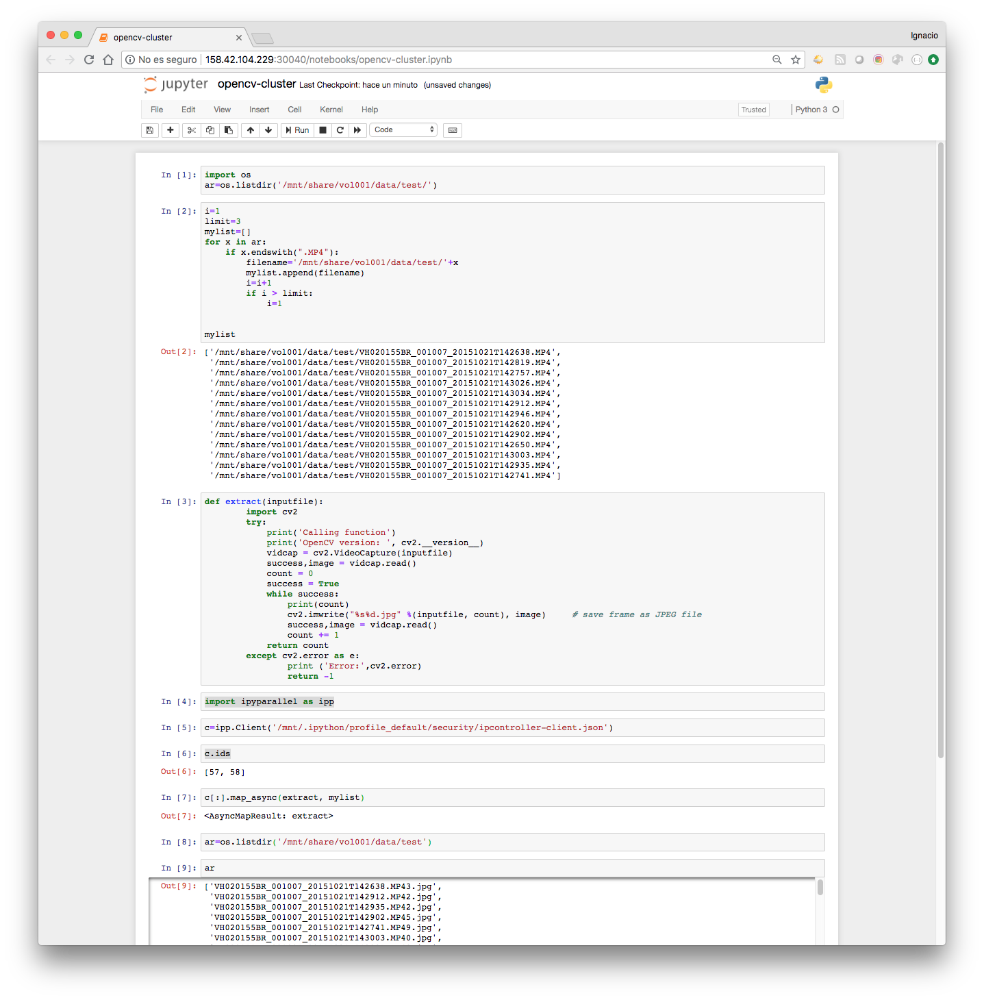 opencv-cluster
Ignacio
No es seguro 158.42.104.229:30040/notebooks/opencv-cluster.ipynb
jupyter opencv-cluster Last Checkpoint: hace un minuto (unsaved changes)
File Edit View Insert Cell Kernel Help Trusted Python 3
Run Code
In [1]: import os
ar=os.listdir('/mnt/share/vol001/data/test/')
In [2]: i=1
limit=3
mylist=[]
for x in ar:
    if x.endswith(".MP4"):
        filename='/mnt/share/vol001/data/test/'+x
        mylist.append(filename)
        i=i+1
        if i > limit:
            i=1
mylist
Out[2]: ['/mnt/share/vol001/data/test/VH020155BR_001007_20151021T142638.MP4',
'/mnt/share/vol001/data/test/VH020155BR_001007_20151021T142819.MP4',
'/mnt/share/vol001/data/test/VH020155BR_001007_20151021T142757.MP4',
'/mnt/share/vol001/data/test/VH020155BR_001007_20151021T143026.MP4',
'/mnt/share/vol001/data/test/VH020155BR_001007_20151021T143034.MP4',
'/mnt/share/vol001/data/test/VH020155BR_001007_20151021T142912.MP4',
'/mnt/share/vol001/data/test/VH020155BR_001007_20151021T142946.MP4',
'/mnt/share/vol001/data/test/VH020155BR_001007_20151021T142620.MP4',
'/mnt/share/vol001/data/test/VH020155BR_001007_20151021T142902.MP4',
'/mnt/share/vol001/data/test/VH020155BR_001007_20151021T142650.MP4',
'/mnt/share/vol001/data/test/VH020155BR_001007_20151021T143003.MP4',
'/mnt/share/vol001/data/test/VH020155BR_001007_20151021T142935.MP4',
'/mnt/share/vol001/data/test/VH020155BR_001007_20151021T142741.MP4']
In [3]: def extract(inputfile):
        import cv2
        try:
            print('Calling function')
            print('OpenCV version: ', cv2.__version__)
            vidcap = cv2.VideoCapture(inputfile)
            success,image = vidcap.read()
            count = 0
            success = True
            while success:
                print(count)
                cv2.imwrite("%s%d.jpg" %(inputfile, count), image)     # save frame as JPEG file
                success,image = vidcap.read()
                count += 1
            return count
        except cv2.error as e:
                print ('Error:',cv2.error)
                return -1
In [4]: import ipyparallel as ipp
In [5]: c=ipp.Client('/mnt/.ipython/profile_default/security/ipcontroller-client.json')
In [6]: c.ids
Out[6]: [57, 58]
In [7]: c[:].map_async(extract, mylist)
Out[7]: <AsyncMapResult: extract>
In [8]: ar=os.listdir('/mnt/share/vol001/data/test')
In [9]: ar
Out[9]: ['VH020155BR_001007_20151021T142638.MP43.jpg',
'VH020155BR_001007_20151021T142912.MP42.jpg',
'VH020155BR_001007_20151021T142935.MP42.jpg',
'VH020155BR_001007_20151021T142902.MP45.jpg',
'VH020155BR_001007_20151021T142741.MP49.jpg',
'VH020155BR_001007_20151021T143003.MP40.jpg',